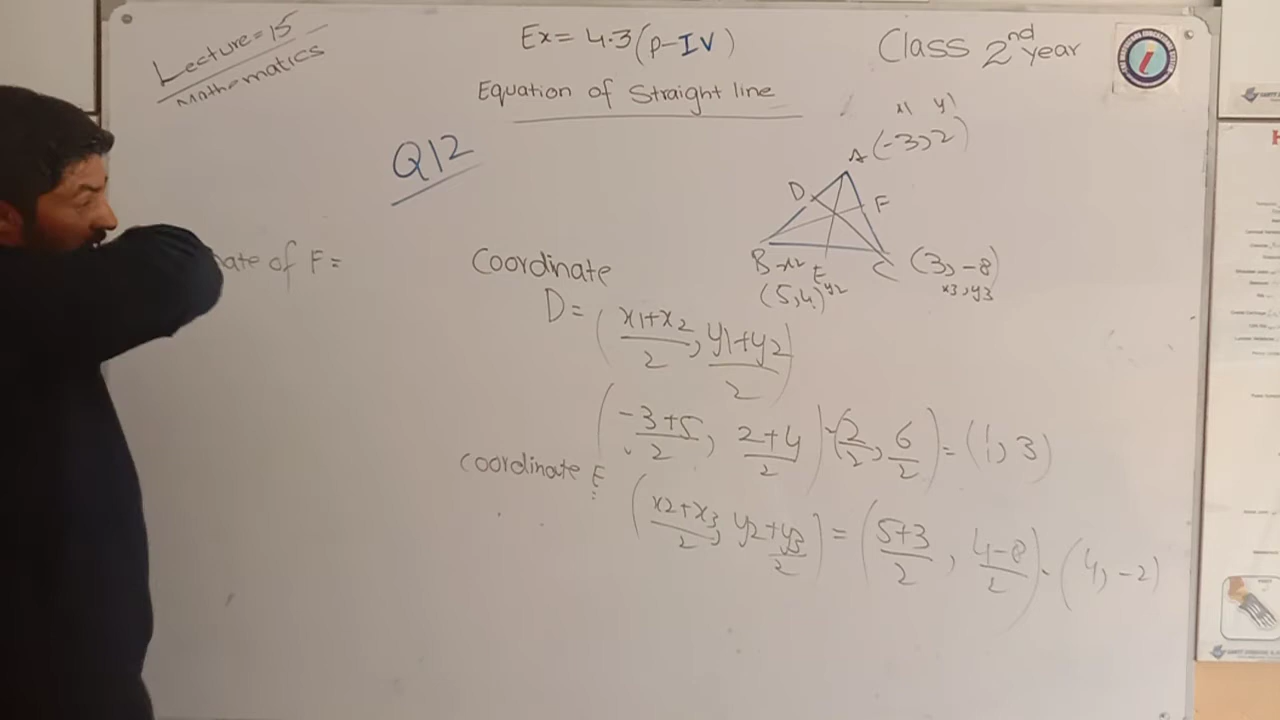 Lecture=15
Mathematics
Ex= 4.3(P-IV)
Class 2nd year
Equation of Straight line
Q12
x1 y1
A (-3,2)
D F
B x2 E C (3,-8)
(5,4) y2 x3,y3
ate of F=
Coordinate
D= (x1+x2/2, y1+y2/2)
(-3+5/2, 2+4/2) (2/2, 6/2) = (1,3)
coordinate E
(x2+x3/2, y2+y3/2) = (5+3/2, 4-8/2) - (4,-2)